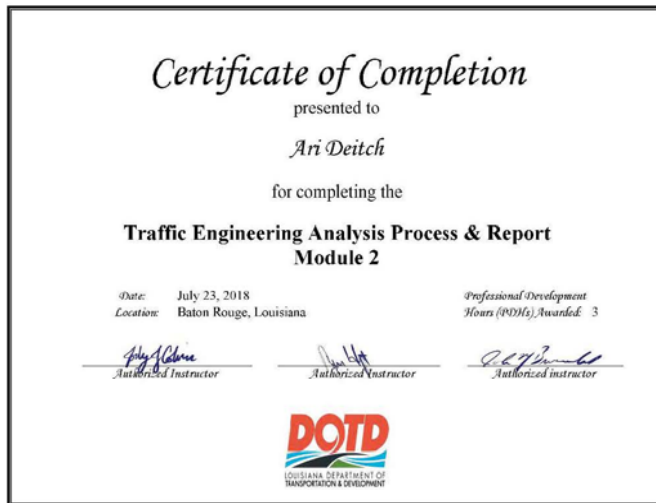 Certificate of Completion
presented to
Ari Deitch
for completing the
Traffic Engineering Analysis Process & Report
Module 2
Date: July 23, 2018
Location: Baton Rouge, Louisiana
Professional Development
Hours (PDHs) Awarded: 3
Authorized Instructor
Authorized Instructor
Authorized instructor
DOTD
LOUISIANA DEPARTMENT OF
TRANSPORTATION & DEVELOPMENT